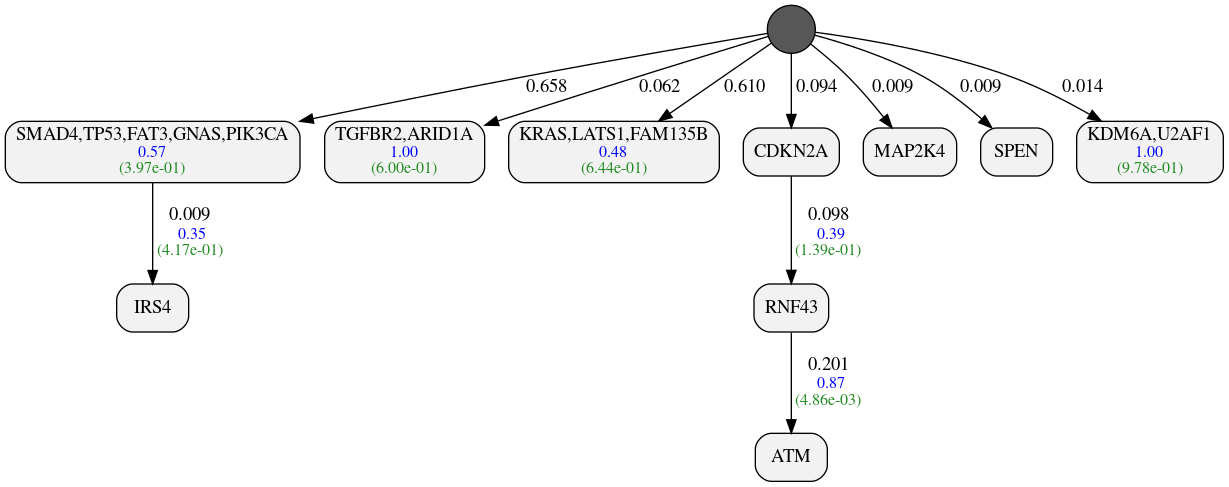 0.658
0.062
0.610
0.094
0.009
0.009
0.014
SMAD4,TP53,FAT3,GNAS,PIK3CA
0.57
(3.97e-01)
TGFBR2,ARID1A
1.00
(6.00e-01)
KRAS,LATS1,FAM135B
0.48
(6.44e-01)
CDKN2A
MAP2K4
SPEN
KDM6A,U2AF1
1.00
(9.78e-01)
0.009
0.35
(4.17e-01)
0.098
0.39
(1.39e-01)
IRS4
RNF43
0.201
0.87
(4.86e-03)
ATM